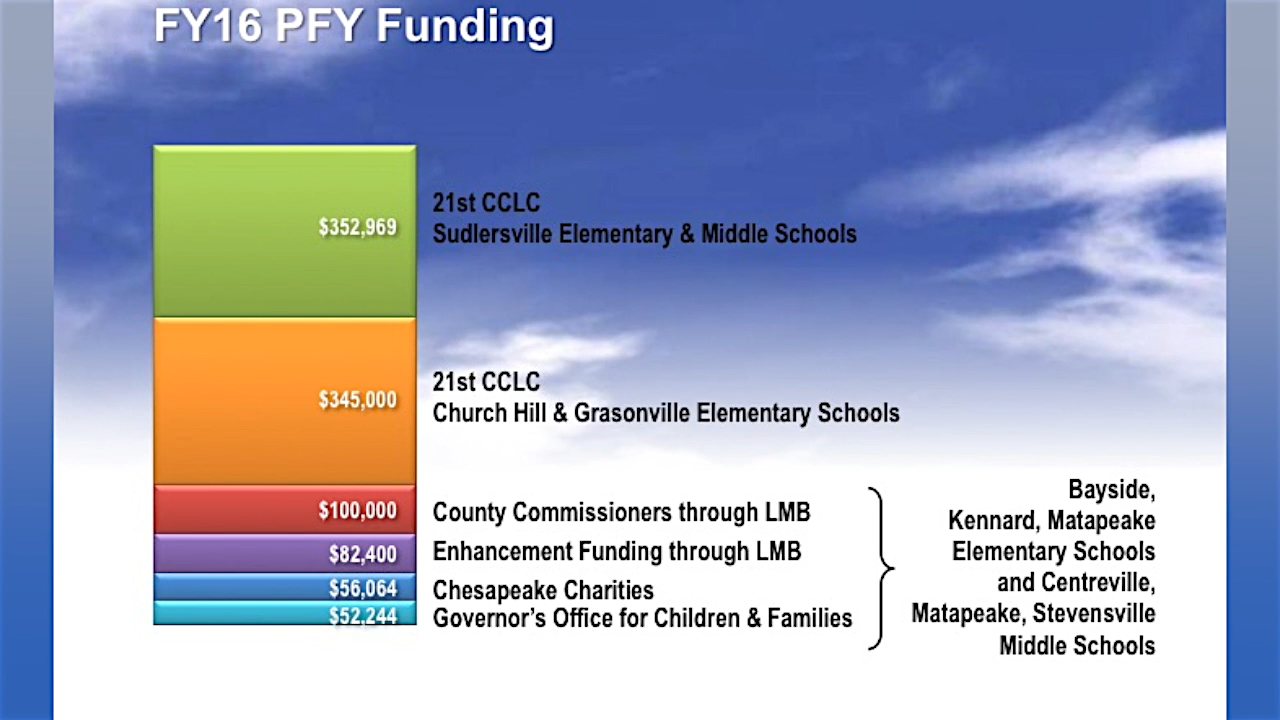 FY16 PFY Funding
$352,969
21st CCLC
Sudlersville Elementary & Middle Schools
$345,000
21st CCLC
Church Hill & Grasonville Elementary Schools
$100,000
County Commissioners through LMB
$82,400
Enhancement Funding through LMB
$56,064
Chesapeake Charities
$52,244
Governor’s Office for Children & Families
Bayside,
Kennard, Matapeake
Elementary Schools
and Centreville,
Matapeake, Stevensville
Middle Schools